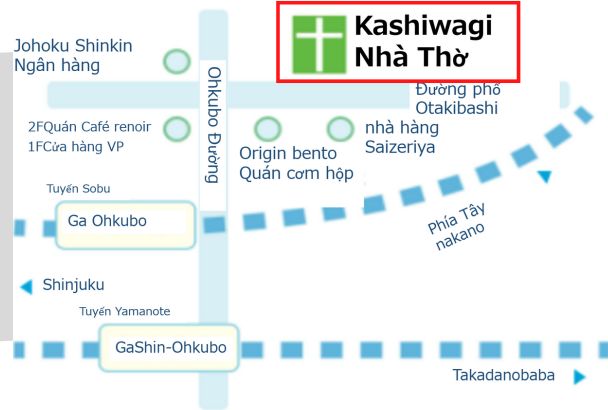 Kashiwagi
Nhà Thờ
Johoku Shinkin
Ngân hàng
Đường phố
Otakibashi
Ohkubo Đường
2FQuán Café renoir
1FCửa hàng VP
Origin bento
Quán cơm hộp
nhà hàng
Saizeriya
Tuyến Sobu
Ga Ohkubo
Phía Tây
nakano
Shinjuku
Tuyến Yamanote
GaShin-Ohkubo
Takadanobaba